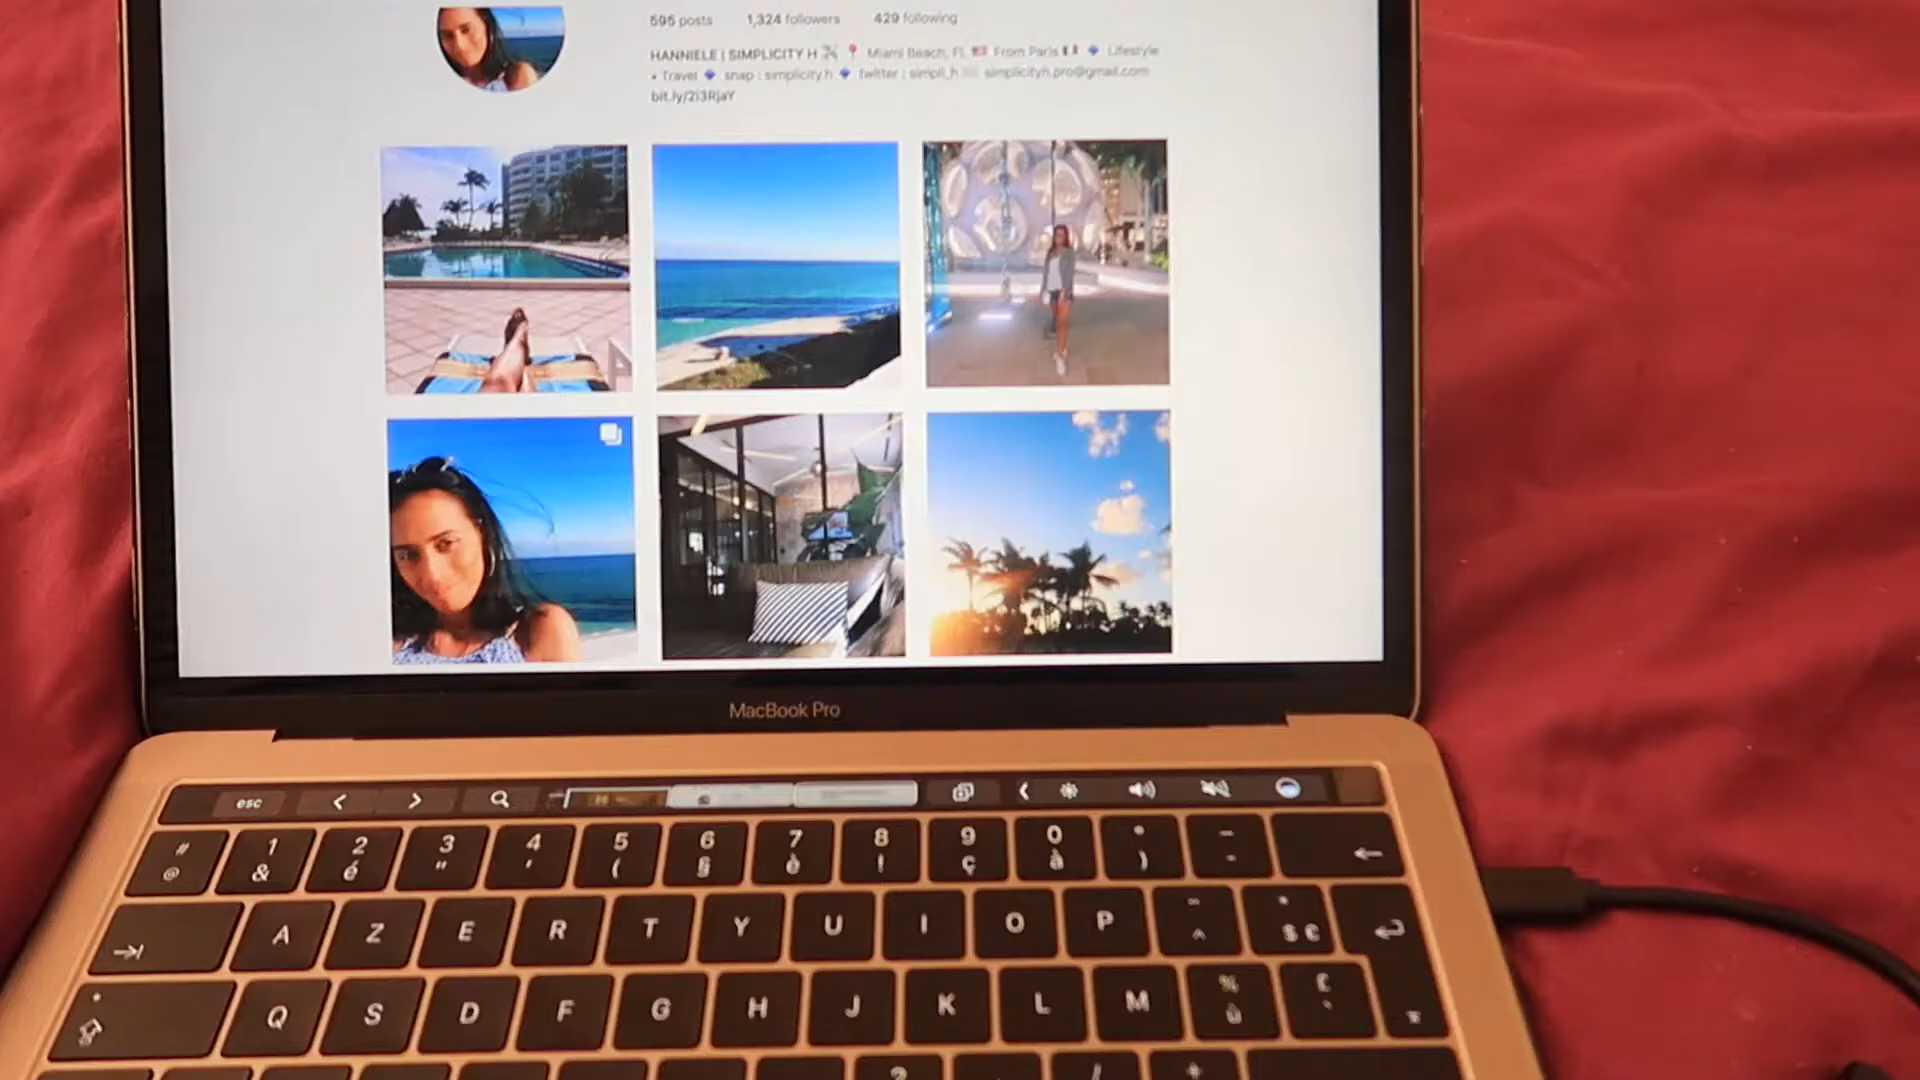 595 posts 1,324 followers 429 following
HANNIELE | SIMPLICITY H Miami Beach, FL From Paris Lifestyle
• Travel snap : simplicity.h twitter : simpli_h simplicityh.pro@gmail.com
bit.ly/2i3RjaY
MacBook Pro
esc
# 1 2 3 4 5 6 7 8 9 0 ° _
@ & é " ' ( § è ! ç à ) -
A Z E R T Y U I O P ¨ ^ * $ €
Q S D F G H J K L M % ù £ `
? / +